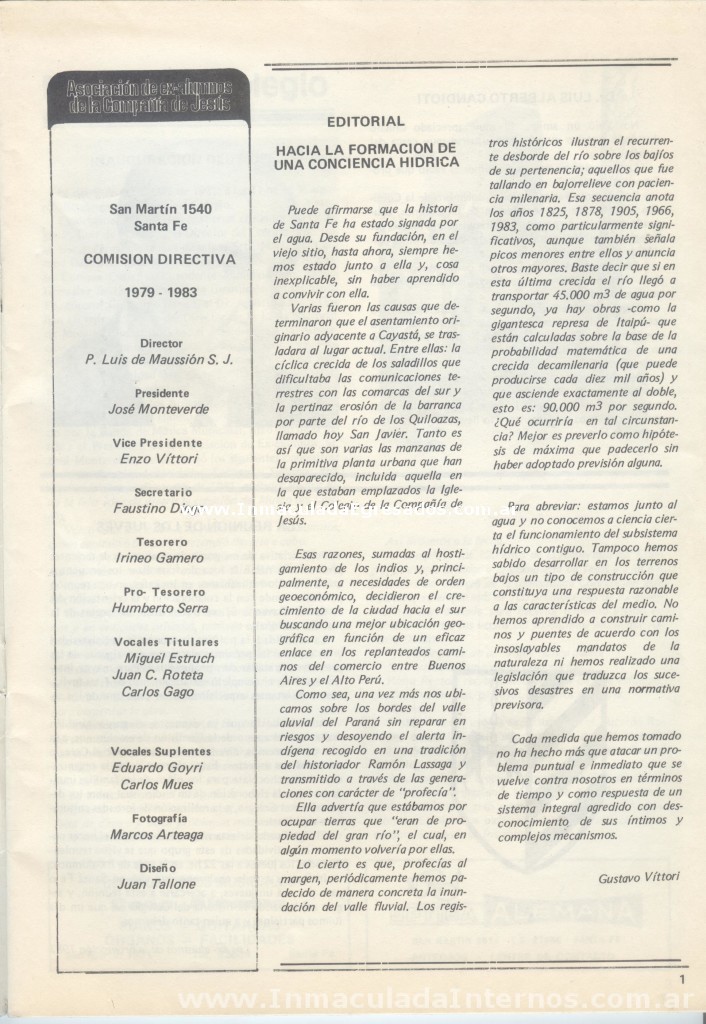 Asociación de ex-alumnos
de la Compañía de Jesús
San Martín 1540
Santa Fe
COMISION DIRECTIVA
1979 - 1983
Director
P. Luis de Maussión S. J.
Presidente
José Monteverde
Vice Presidente
Enzo Víttori
Secretario
Faustino
Tesorero
Irineo Gamero
Pro- Tesorero
Humberto Serra
Vocales Titulares
Miguel Estruch
Juan C. Roteta
Carlos Gago
Vocales Suplentes
Eduardo Goyri
Carlos Mues
Fotografía
Marcos Arteaga
Diseño
Juan Tallone
EDITORIAL
HACIA LA FORMACION DE
UNA CONCIENCIA HIDRICA
Puede afirmarse que la historia
de Santa Fe ha estado signada por
el agua. Desde su fundación, en el
viejo sitio, hasta ahora, siempre he-
mos estado junto a ella y, cosa
inexplicable, sin haber aprendido
a convivir con ella.
Varias fueron las causas que de-
terminaron que el asentamiento ori-
ginario adyacente a Cayastá, se tras-
ladara al lugar actual. Entre ellas: la
cíclica crecida de los saladillos que
dificultaba las comunicaciones te-
rrestres con las comarcas del sur y
la pertinaz erosión de la barranca
por parte del río de los Quiloazas,
llamado hoy San Javier. Tanto es
así que son varias las manzanas de
la primitiva planta urbana que han
desaparecido, incluida aquella en
la que estaban emplazados la Igle-
sia y el Colegio de la Compañía de
Jesús.
Esas razones, sumadas al hosti-
gamiento de los indios y, princi-
palmente, a necesidades de orden
geoeconómico, decidieron el cre-
cimiento de la ciudad hacia el sur
buscando una mejor ubicación geo-
gráfica en función de un eficaz
enlace en los replanteados cami-
nos del comercio entre Buenos
Aires y el Alto Perú.
Como sea, una vez más nos ubi-
camos sobre los bordes del valle
aluvial del Paraná sin reparar en
riesgos y desoyendo el alerta in-
dígena recogido en una tradición
del historiador Ramón Lassaga y
transmitido a través de las genera-
ciones con carácter de "profecía".
Ella advertía que estábamos por
ocupar tierras que "eran de pro-
piedad del gran río", el cual, en
algún momento volvería por ellas.
Lo cierto es que, profecías al
margen, periódicamente hemos pa-
decido de manera concreta la inun-
dación del valle fluvial. Los regis-
tros históricos ilustran el recurren-
te desborde del río sobre los bajíos
de su pertenencia; aquellos que fue
tallando en bajorrelieve con pacien-
cia milenaria. Esa secuencia anota
los años 1825, 1878, 1905, 1966,
1983, como particularmente signi-
ficativos, aunque también señala
picos menores entre ellos y anuncia
otros mayores. Baste decir que si en
esta última crecida el río llegó a
transportar 45.000 m3 de agua por
segundo, ya hay obras -como la
gigantesca represa de Itaipú- que
están calculadas sobre la base de la
probabilidad matemática de una
crecida decamilenaria (que puede
producirse cada diez mil años) y
que asciende exactamente al doble,
esto es: 90.000 m3 por segundo.
¿Qué ocurriría en tal circunstan-
cia? Mejor es preverlo como hipóte-
sis de máxima que padecerlo sin
haber adoptado previsión alguna.
Para abreviar: estamos junto al
agua y no conocemos a ciencia cier-
ta el funcionamiento del subsistema
hídrico contiguo. Tampoco hemos
sabido desarrollar en los terrenos
bajos un tipo de construcción que
constituya una respuesta razonable
a las características del medio. No
hemos aprendido a construir cami-
nos y puentes de acuerdo con los
insoslayables mandatos de la
naturaleza ni hemos realizado una
legislación que traduzca los suce-
sivos desastres en una normativa
previsora.
Cada medida que hemos tomado
no ha hecho más que atacar un pro-
blema puntual e inmediato que se
vuelve contra nosotros en términos
de tiempo y como respuesta de un
sistema integral agredido con des-
conocimiento de sus íntimos y
complejos mecanismos.
Gustavo Víttori
1
www.InmaculadaInternos.com.ar